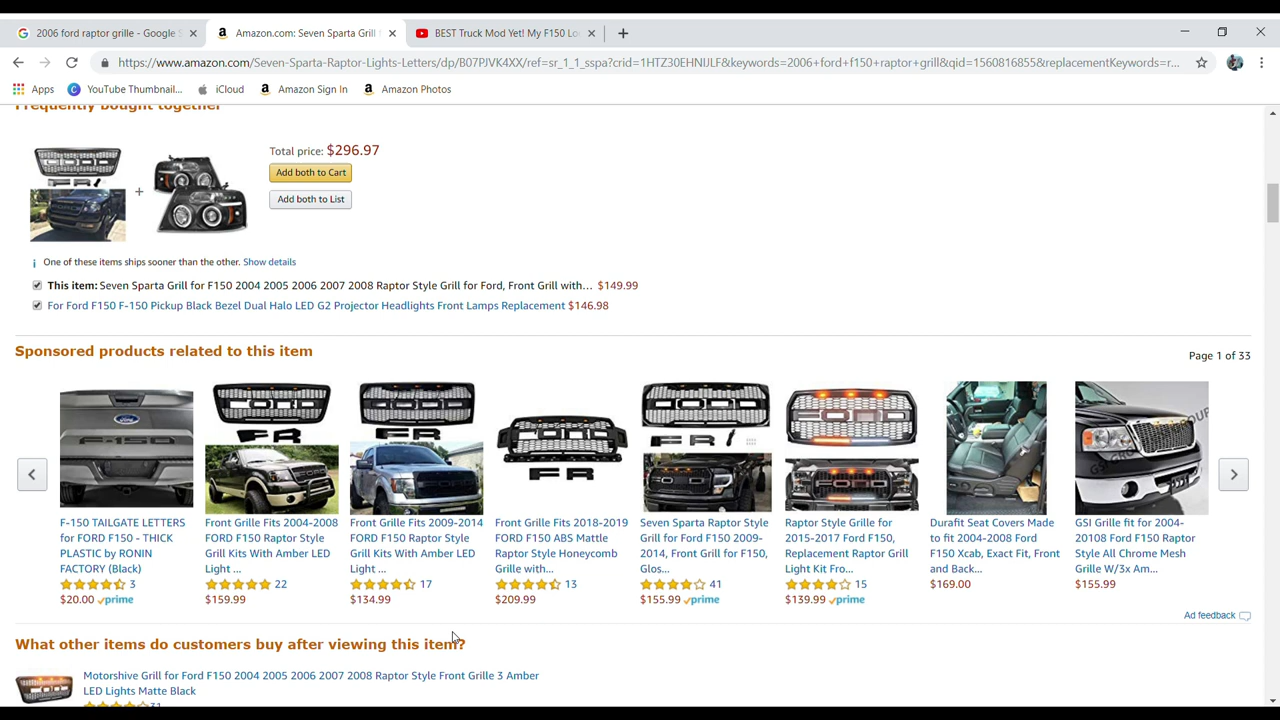 2006 ford raptor grille - Google S
Amazon.com: Seven Sparta Grill f
BEST Truck Mod Yet! My F150 Lo
https://www.amazon.com/Seven-Sparta-Raptor-Lights-Letters/dp/B07PJVK4XX/ref=sr_1_1_sspa?crid=1HTZ30EHNIJLF&keywords=2006+ford+f150+raptor+grill&qid=1560816855&replacementKeywords=r...
Apps YouTube Thumbnail... iCloud Amazon Sign In Amazon Photos
Frequently bought together
Total price: $296.97
Add both to Cart
+
Add both to List
i One of these items ships sooner than the other. Show details
This item: Seven Sparta Grill for F150 2004 2005 2006 2007 2008 Raptor Style Grill for Ford, Front Grill with... $149.99
For Ford F150 F-150 Pickup Black Bezel Dual Halo LED G2 Projector Headlights Front Lamps Replacement $146.98
Sponsored products related to this item
Page 1 of 33
F-150 TAILGATE LETTERS
for FORD F150 - THICK
PLASTIC by RONIN
FACTORY (Black)
3
$20.00 prime
Front Grille Fits 2004-2008
FORD F150 Raptor Style
Grill Kits With Amber LED
Light ...
22
$159.99
Front Grille Fits 2009-2014
FORD F150 Raptor Style
Grill Kits With Amber LED
Light ...
17
$134.99
Front Grille Fits 2018-2019
FORD F150 ABS Mattle
Raptor Style Honeycomb
Grille with...
13
$209.99
Seven Sparta Raptor Style
Grill for Ford F150 2009-
2014, Front Grill for F150,
Glos...
41
$155.99 prime
Raptor Style Grille for
2015-2017 Ford F150,
Replacement Raptor Grill
Light Kit Fro...
15
$139.99 prime
Durafit Seat Covers Made
to fit 2004-2008 Ford
F150 Xcab, Exact Fit, Front
and Back...
$169.00
GSI Grille fit for 2004-
20108 Ford F150 Raptor
Style All Chrome Mesh
Grille W/3x Am...
$155.99
Ad feedback
What other items do customers buy after viewing this item?
Motorshive Grill for Ford F150 2004 2005 2006 2007 2008 Raptor Style Front Grille 3 Amber
LED Lights Matte Black
31